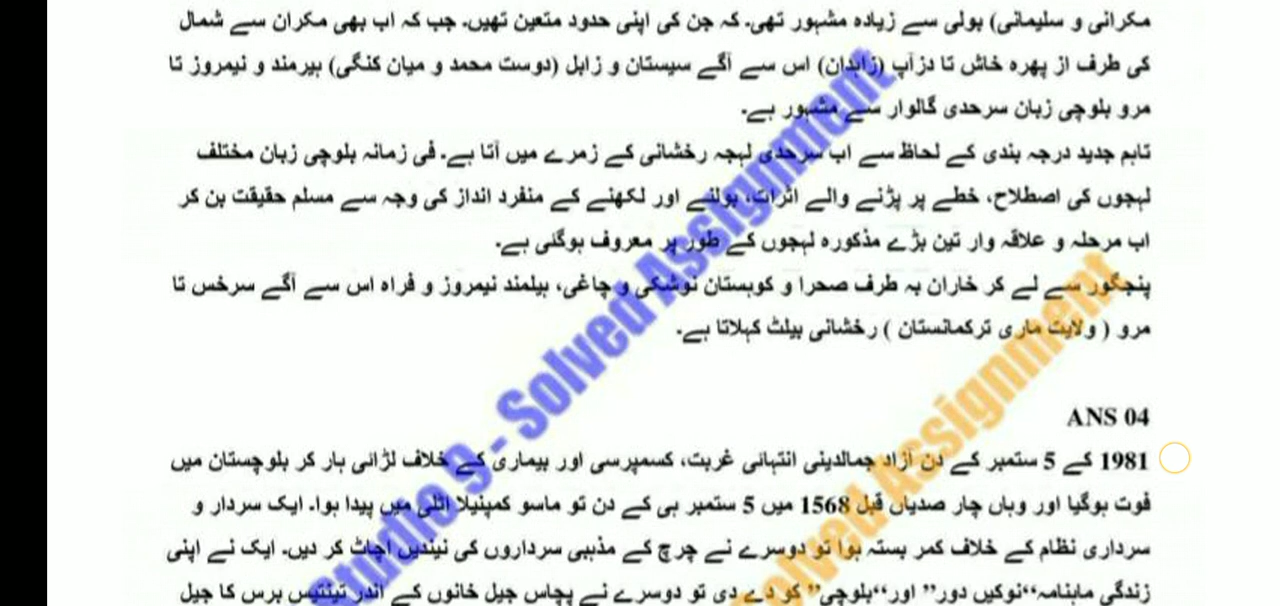 مکرانی و سلیمانی) بولی سے زیادہ مشہور تھی۔ کہ جن کی اپنی حدود متعین تھیں۔ جب کہ اب بھی مکران سے شمال
کی طرف از پھرہ خاش تا دزآپ (زاہدان) اس سے آگے سیستان و زابل (دوست محمد و میان کنگی) ہیرمند و نیمروز تا
مرو بلوچی زبان سرحدی گالوار سے مشہور ہے۔
تاہم جدید درجہ بندی کے لحاظ سے اب سرحدی لہجہ رخشانی کے زمرے میں آتا ہے۔ فی زمانہ بلوچی زبان مختلف
لہجوں کی اصطلاح، خطے پر پڑنے والے اثرات، بولنے اور لکھنے کے منفرد انداز کی وجہ سے مسلم حقیقت بن کر
اب مرحلہ و علاقہ وار تین بڑے مذکورہ لہجوں کے طور پر معروف ہوگئی ہے۔
پنجگور سے لے کر خاران بہ طرف صحرا و کوہستان نوشکی و چاغی، ہیلمند نیمروز و فراہ اس سے آگے سرخس تا
مرو ( ولایت ماری ترکمانستان ) رخشانی بیلٹ کہلاتا ہے۔
ANS 04
1981 کے 5 ستمبر کے دن آزاد جمالدینی انتہائی غربت، کسمپرسی اور بیماری کے خلاف لڑائی ہار کر بلوچستان میں
فوت ہوگیا اور وہاں چار صدیاں قبل 1568 میں 5 ستمبر ہی کے دن تو ماسو کمپنیلا اٹلی میں پیدا ہوا۔ ایک سردار و
سرداری نظام کے خلاف کمر بستہ ہوا تو دوسرے نے چرچ کے مذہبی سرداروں کی نیندیں اچاٹ کر دیں۔ ایک نے اپنی
زندگی ماہنامہ“نوکیں دور” اور“بلوچی” کو دے دی تو دوسرے نے پچاس جیل خانوں کے اندر تینتیس برس کا جیل
Studio 9 - Solved Assignment
Solved Assignment